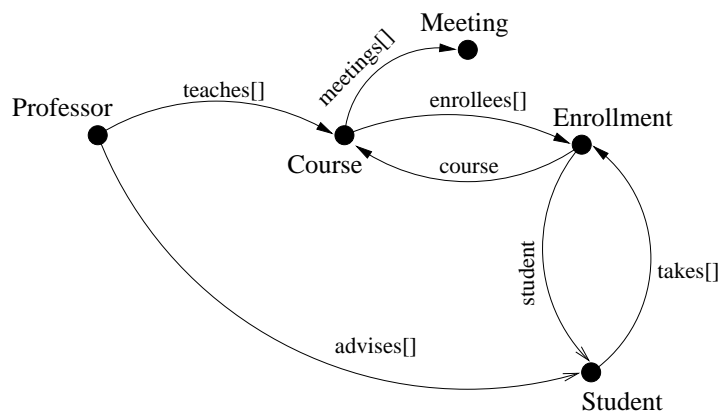 Meeting
meetings[]
teaches[]
enrollees[]
Professor
Enrollment
Course
course
student
takes[]
advises[]
Student